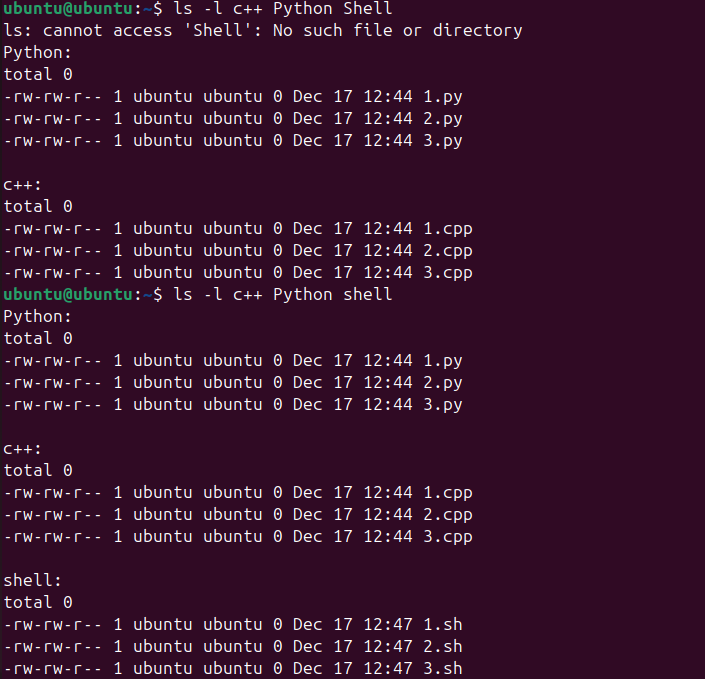 ubuntu@ubuntu:~$ ls -l c++ Python Shell
ls: cannot access 'Shell': No such file or directory
Python:
total 0
-rw-rw-r-- 1 ubuntu ubuntu 0 Dec 17 12:44 1.py
-rw-rw-r-- 1 ubuntu ubuntu 0 Dec 17 12:44 2.py
-rw-rw-r-- 1 ubuntu ubuntu 0 Dec 17 12:44 3.py

c++:
total 0
-rw-rw-r-- 1 ubuntu ubuntu 0 Dec 17 12:44 1.cpp
-rw-rw-r-- 1 ubuntu ubuntu 0 Dec 17 12:44 2.cpp
-rw-rw-r-- 1 ubuntu ubuntu 0 Dec 17 12:44 3.cpp
ubuntu@ubuntu:~$ ls -l c++ Python shell
Python:
total 0
-rw-rw-r-- 1 ubuntu ubuntu 0 Dec 17 12:44 1.py
-rw-rw-r-- 1 ubuntu ubuntu 0 Dec 17 12:44 2.py
-rw-rw-r-- 1 ubuntu ubuntu 0 Dec 17 12:44 3.py

c++:
total 0
-rw-rw-r-- 1 ubuntu ubuntu 0 Dec 17 12:44 1.cpp
-rw-rw-r-- 1 ubuntu ubuntu 0 Dec 17 12:44 2.cpp
-rw-rw-r-- 1 ubuntu ubuntu 0 Dec 17 12:44 3.cpp

shell:
total 0
-rw-rw-r-- 1 ubuntu ubuntu 0 Dec 17 12:47 1.sh
-rw-rw-r-- 1 ubuntu ubuntu 0 Dec 17 12:47 2.sh
-rw-rw-r-- 1 ubuntu ubuntu 0 Dec 17 12:47 3.sh